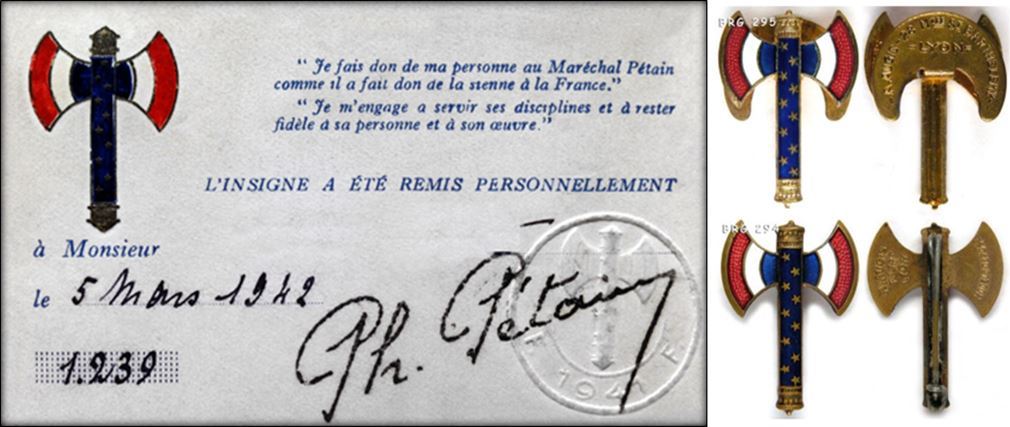 “ Je fais don de ma personne au Maréchal Pétain
comme il a fait don de la sienne à la France.”
“ Je m'engage a servir ses disciplines et à rester
fidèle à sa personne et à son œuvre.”
L'INSIGNE A ÉTÉ REMIS PERSONNELLEMENT
à Monsieur
le 5 Mars 1942
1.239
Ph. Pétain
1941
F
BRG 295
LYON
BRG 294